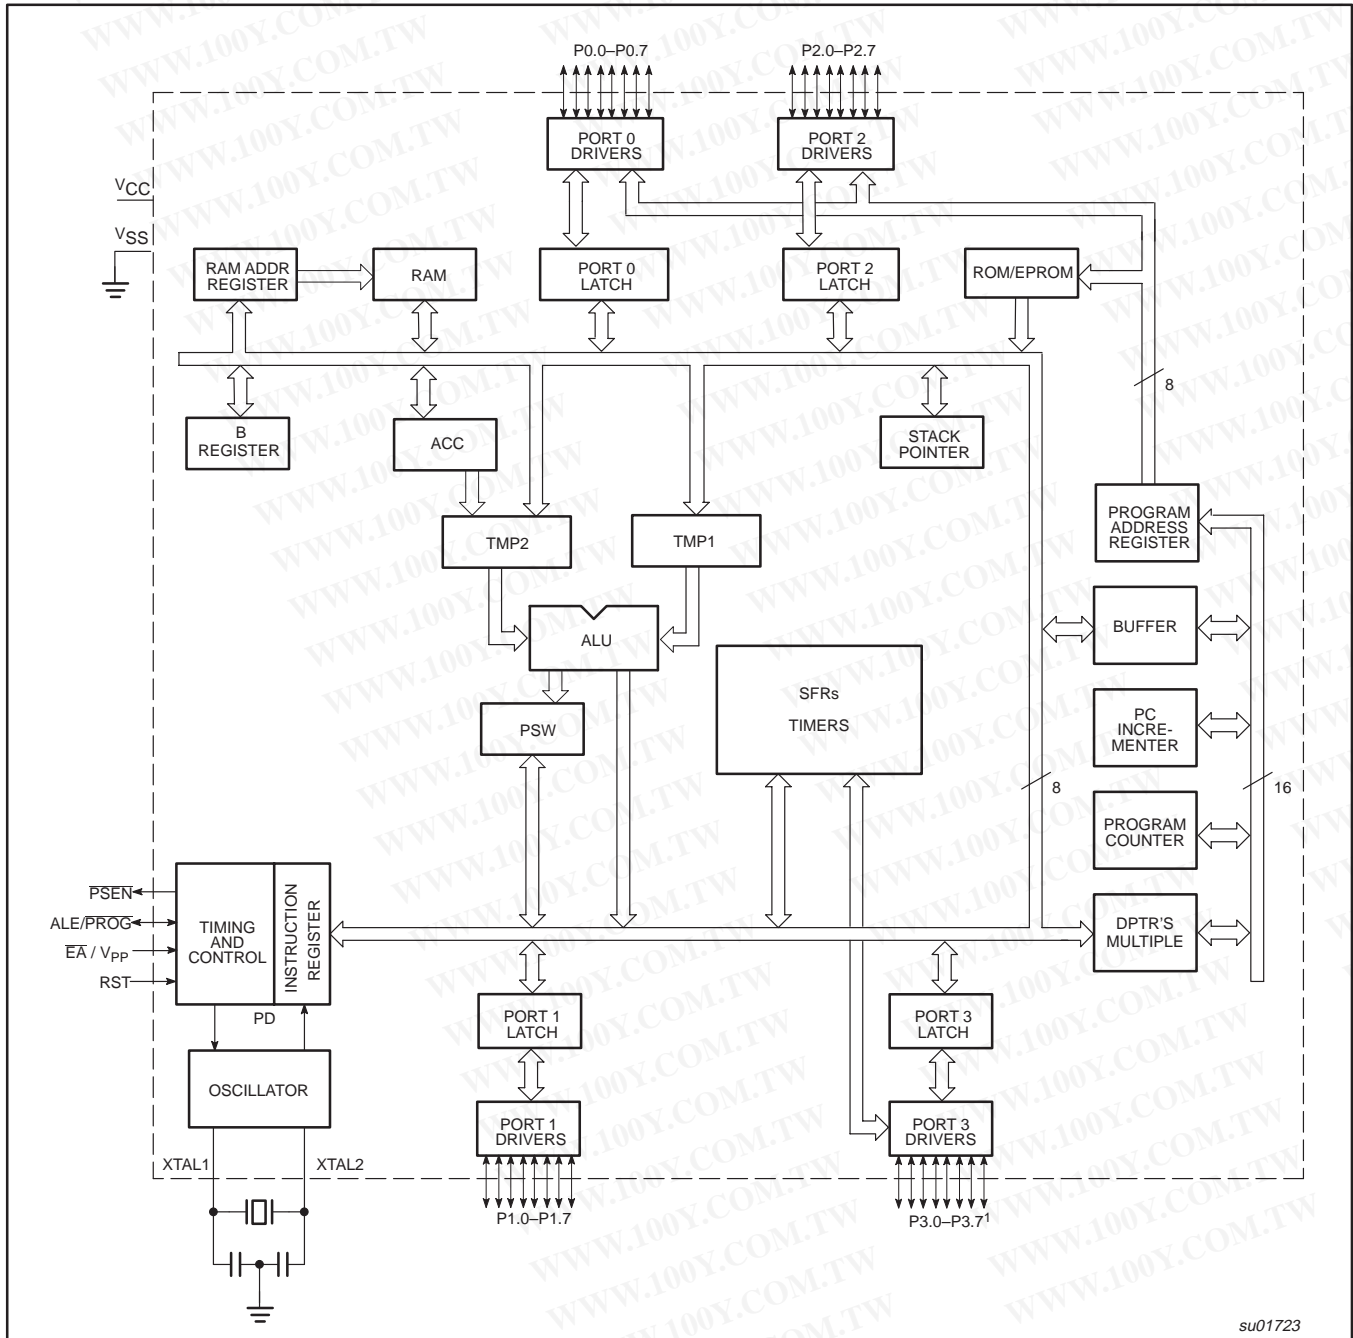 P0.0–P0.7
P2.0–P2.7
PORT 0
DRIVERS
PORT 2
DRIVERS
VCC
VSS
RAM ADDR
REGISTER
RAM
PORT 0
LATCH
PORT 2
LATCH
ROM/EPROM
8
B
REGISTER
ACC
STACK
POINTER
PROGRAM
ADDRESS
REGISTER
TMP2
TMP1
ALU
BUFFER
SFRs
TIMERS
PSW
PC
INCRE-
MENTER
8
16
PROGRAM
COUNTER
PSEN
ALE/PROG
EA / VPP
RST
TIMING
AND
CONTROL
INSTRUCTION
REGISTER
DPTR'S
MULTIPLE
PD
PORT 1
LATCH
PORT 3
LATCH
OSCILLATOR
PORT 1
DRIVERS
PORT 3
DRIVERS
XTAL1
XTAL2
P1.0–P1.7
P3.0–P3.7¹
su01723
WWW.100Y.COM.TW